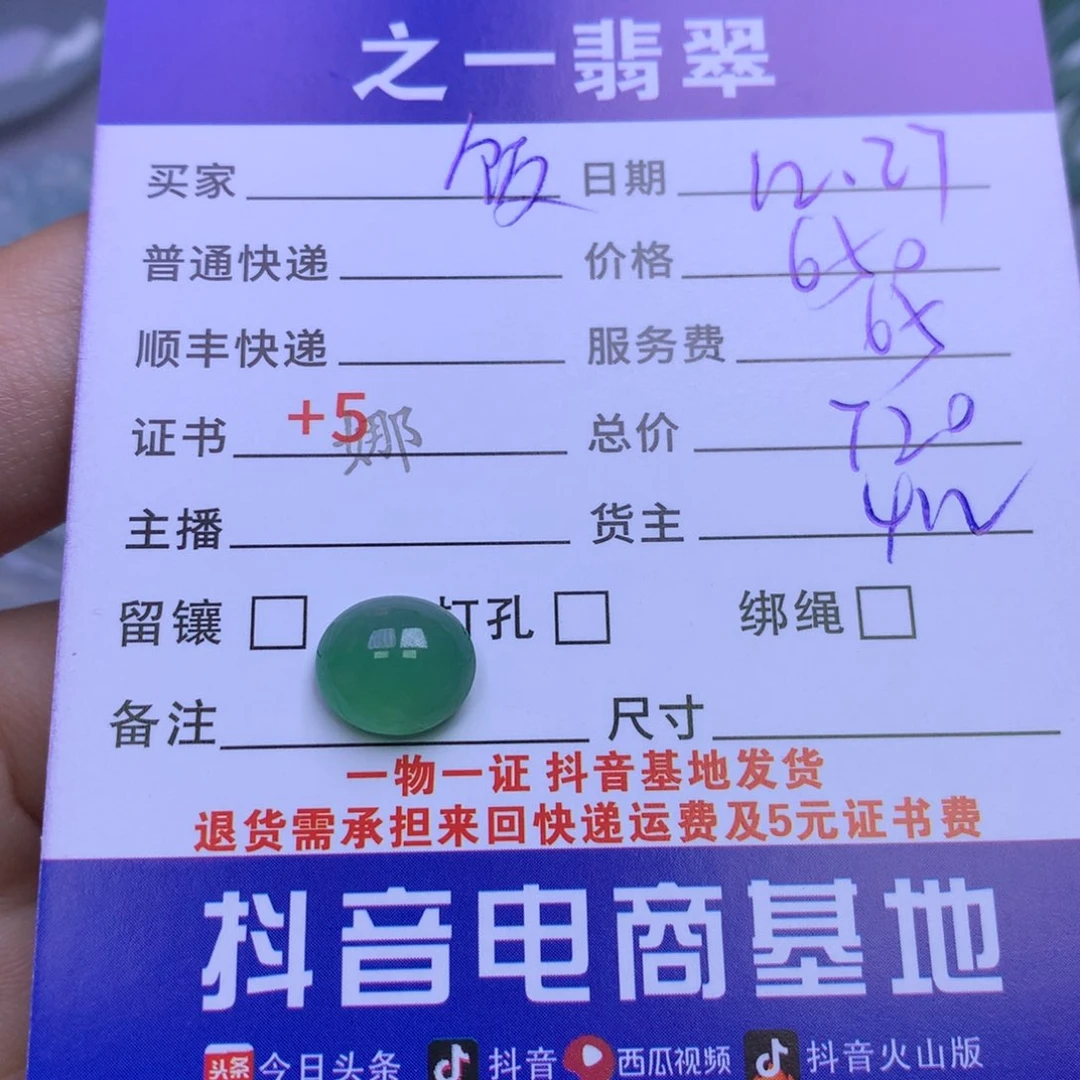 之一翡翠
买家 饭 日期 12.27
普通快递 价格 650
顺丰快递 服务费 65
证书 +5 总价 720
娜
主播 货主
留镶 打孔 绑绳
备注 尺寸
一物一证 抖音基地发货
退货需承担来回快递运费及5元证书费
抖音电商基地
头条 今日头条 抖音 西瓜视频 抖音火山版